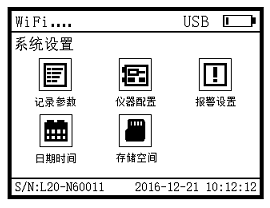 WiFi....	USB
系统设置
记录参数	仪器配置	报警设置
日期时间	存储空间
S/N:L20-N60011	2016-12-21 10:12:12